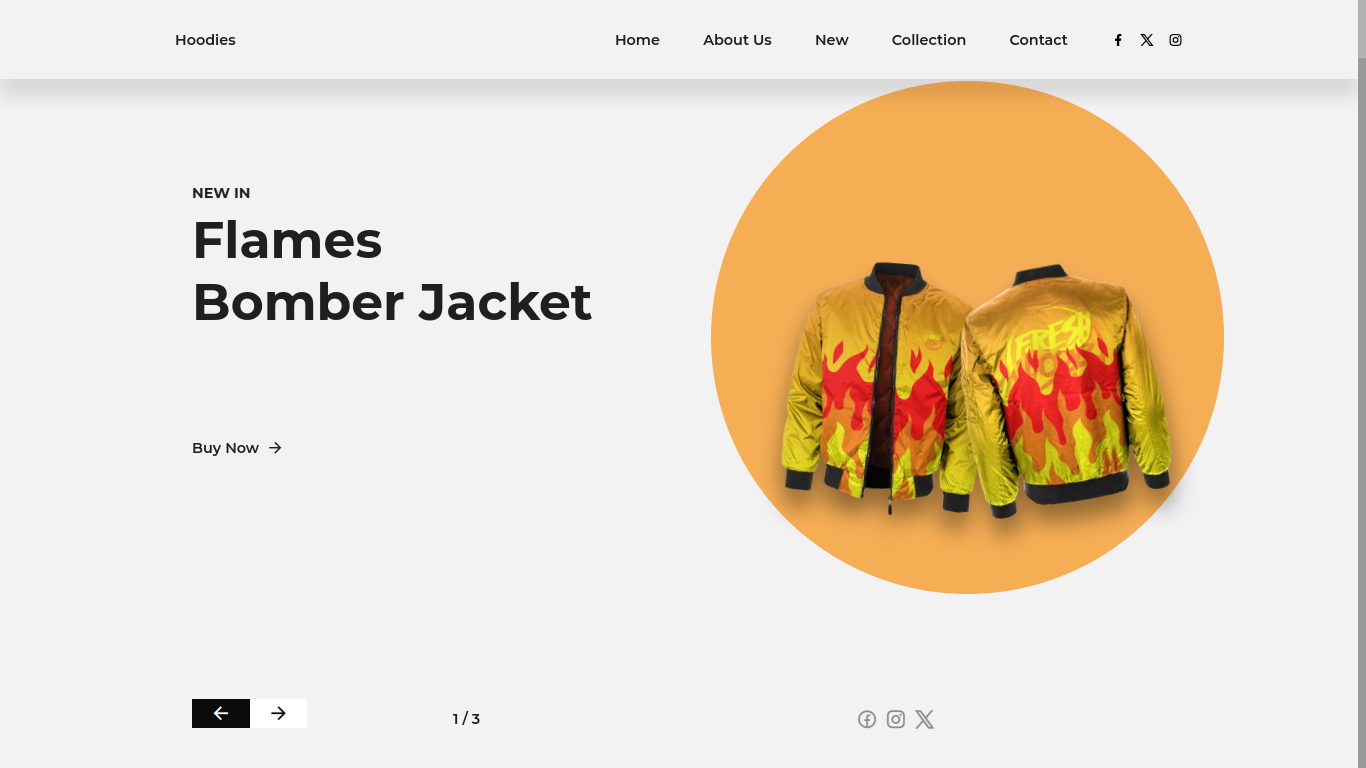 Hoodies
Home About Us New Collection Contact
NEW IN
Flames
Bomber Jacket
FRESH
Buy Now
1 / 3